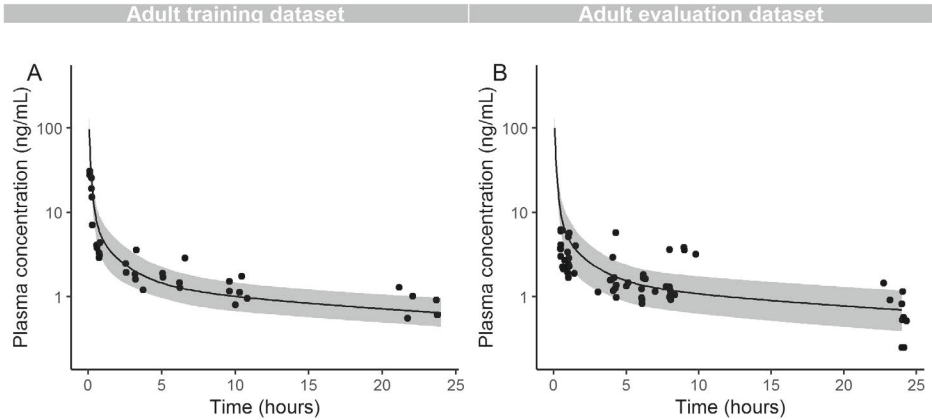 Adult training dataset
Adult evaluation dataset
A
B
Plasma concentration (ng/mL)
100
10
1
0
5
10
15
20
25
Time (hours)
Plasma concentration (ng/mL)
100
10
1
0
5
10
15
20
25
Time (hours)